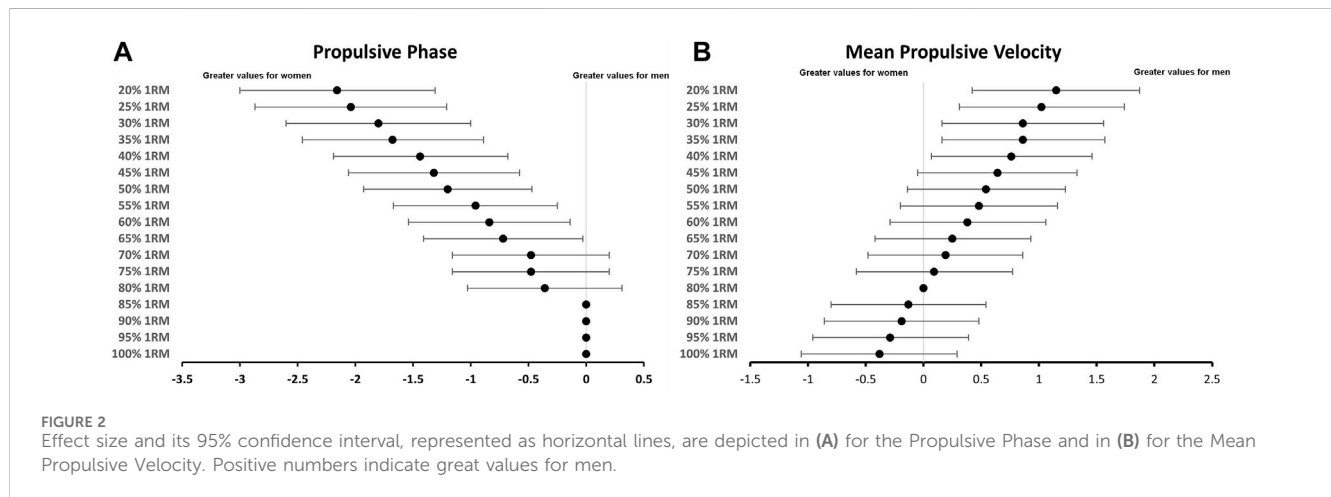 A
Propulsive Phase
Greater values for women
Greater values for men
20% 1RM
25% 1RM
30% 1RM
35% 1RM
40% 1RM
45% 1RM
50% 1RM
55% 1RM
60% 1RM
65% 1RM
70% 1RM
75% 1RM
80% 1RM
85% 1RM
90% 1RM
95% 1RM
100% 1RM
-3.5 -3 -2.5 -2 -1.5 -1 -0.5 0 0.5
B
Mean Propulsive Velocity
Greater values for women
Greater values for men
20% 1RM
25% 1RM
30% 1RM
35% 1RM
40% 1RM
45% 1RM
50% 1RM
55% 1RM
60% 1RM
65% 1RM
70% 1RM
75% 1RM
80% 1RM
85% 1RM
90% 1RM
95% 1RM
100% 1RM
-1.5 -1 -0.5 0 0.5 1 1.5 2 2.5
FIGURE 2
Effect size and its 95% confidence interval, represented as horizontal lines, are depicted in (A) for the Propulsive Phase and in (B) for the Mean
Propulsive Velocity. Positive numbers indicate great values for men.